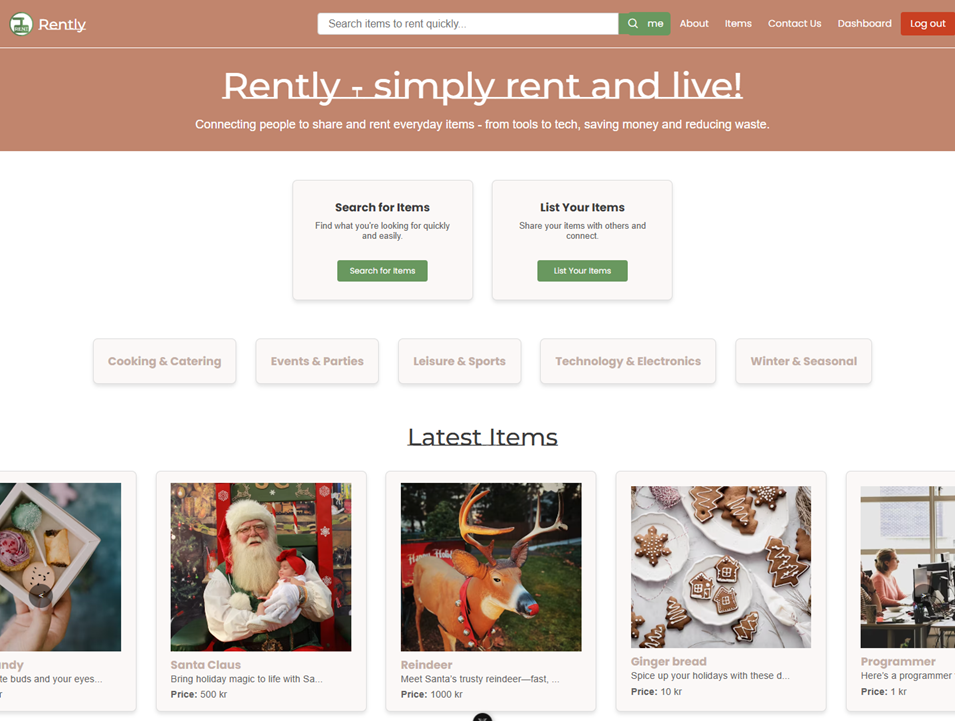 RENT
Rently
Search items to rent quickly...
me
About
Items
Contact Us
Dashboard
Log out
Rently - simply rent and live!
Connecting people to share and rent everyday items - from tools to tech, saving money and reducing waste.
Search for Items
Find what you're looking for quickly
and easily.
Search for Items
List Your Items
Share your items with others and
connect.
List Your Items
Cooking & Catering
Events & Parties
Leisure & Sports
Technology & Electronics
Winter & Seasonal
Latest Items
ndy
te buds and your eyes...
r
Santa Claus
Bring holiday magic to life with Sa...
Price: 500 kr
Reindeer
Meet Santa's trusty reindeer—fast, ...
Price: 1000 kr
Ginger bread
Spice up your holidays with these d...
Price: 10 kr
Programmer
Here's a programmer
Price: 1 kr